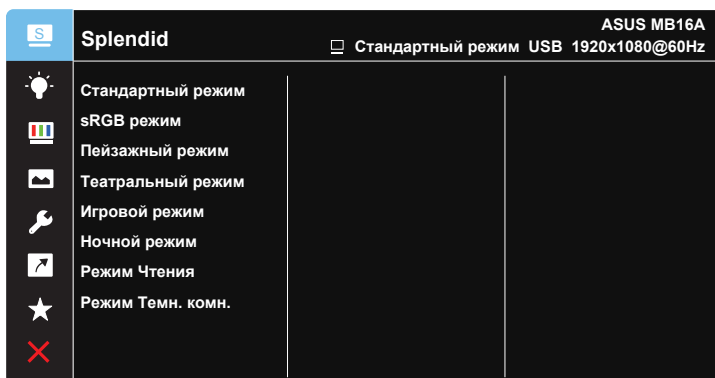 S
Splendid
ASUS MB16A
Стандартный режим USB 1920x1080@60Hz
Стандартный режим
sRGB режим
Пейзажный режим
Театральный режим
Игровой режим
Ночной режим
Режим Чтения
Режим Темн. комн.